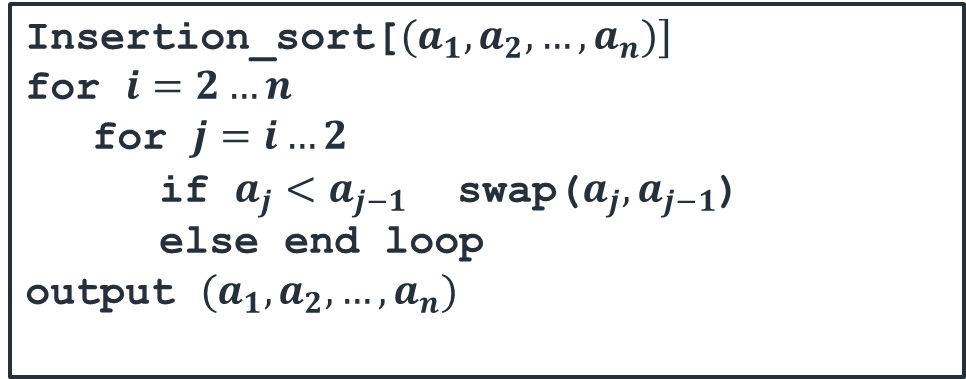 Insertion_sort[(a₁,a₂,…,aₙ)]
for i = 2 … n
for j = i … 2
if aⱼ < aⱼ₋₁ swap(aⱼ,aⱼ₋₁)
else end loop
output (a₁,a₂,…,aₙ)